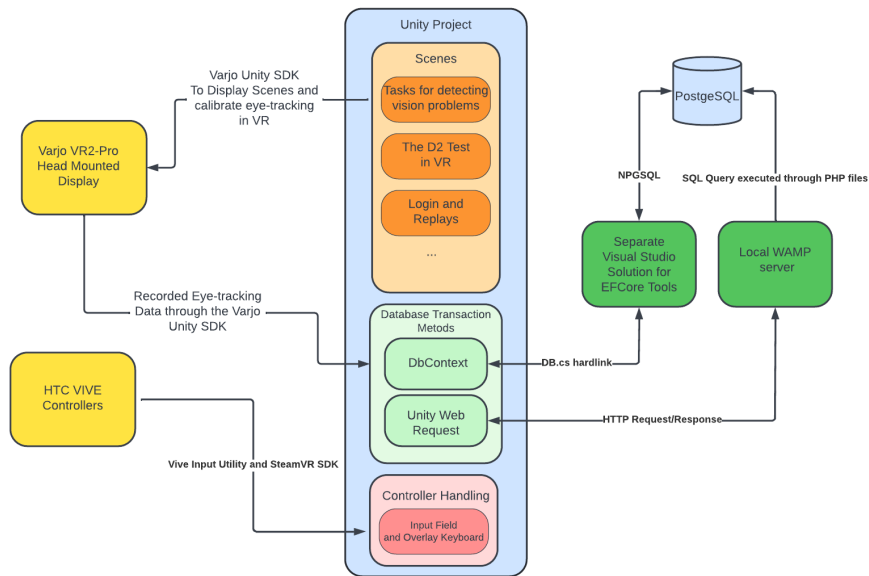 Unity Project
Scenes
Tasks for detecting
vision problems
The D2 Test
in VR
Login and
Replays
...
Varjo Unity SDK
To Display Scenes and
calibrate eye-tracking
in VR
Varjo VR2-Pro
Head Mounted
Display
Recorded Eye-tracking
Data through the Varjo
Unity SDK
HTC VIVE
Controllers
Vive Input Utility and SteamVR SDK
Database Transaction
Metods
DbContext
Unity Web
Request
Controller Handling
Input Field
and Overlay Keyboard
PostgeSQL
NPGSQL
SQL Query executed through PHP files
Separate
Visual Studio
Solution for
EFCore Tools
Local WAMP
server
DB.cs hardlink
HTTP Request/Response